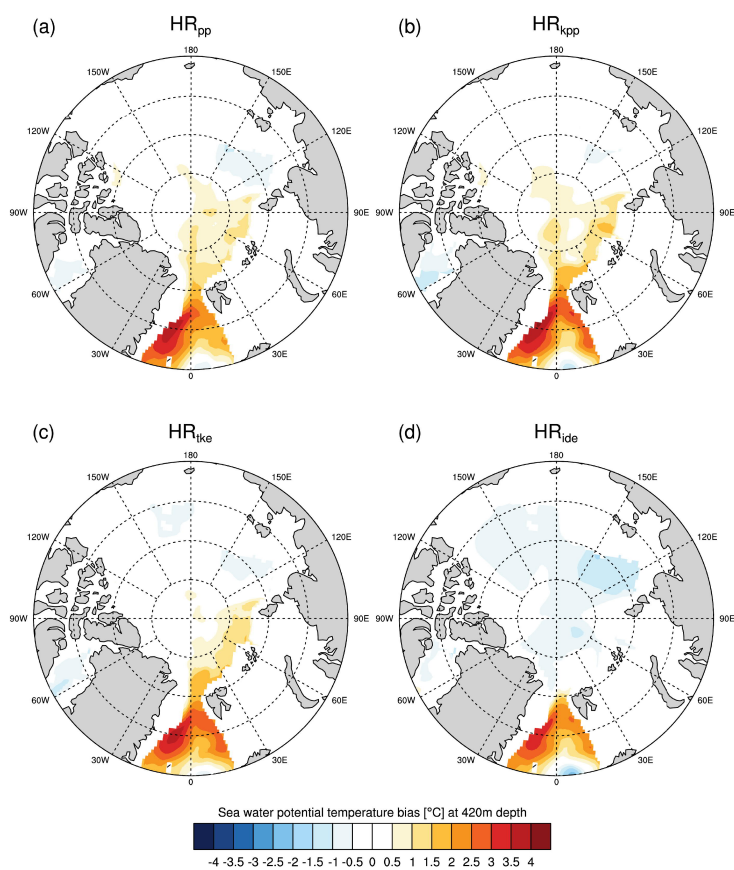 (a) HRpp (b) HRkpp
180 180
150W 150E 150W 150E
120W 120E 120W 120E
90W 90E 90W 90E
60W 60E 60W 60E
30W 30E 30W 30E
0 0
(c) HRtke (d) HRide
180 180
150W 150E 150W 150E
120W 120E 120W 120E
90W 90E 90W 90E
60W 60E 60W 60E
30W 30E 30W 30E
0 0
Sea water potential temperature bias [°C] at 420m depth
-4 -3.5 -3 -2.5 -2 -1.5 -1 -0.5 0 0.5 1 1.5 2 2.5 3 3.5 4